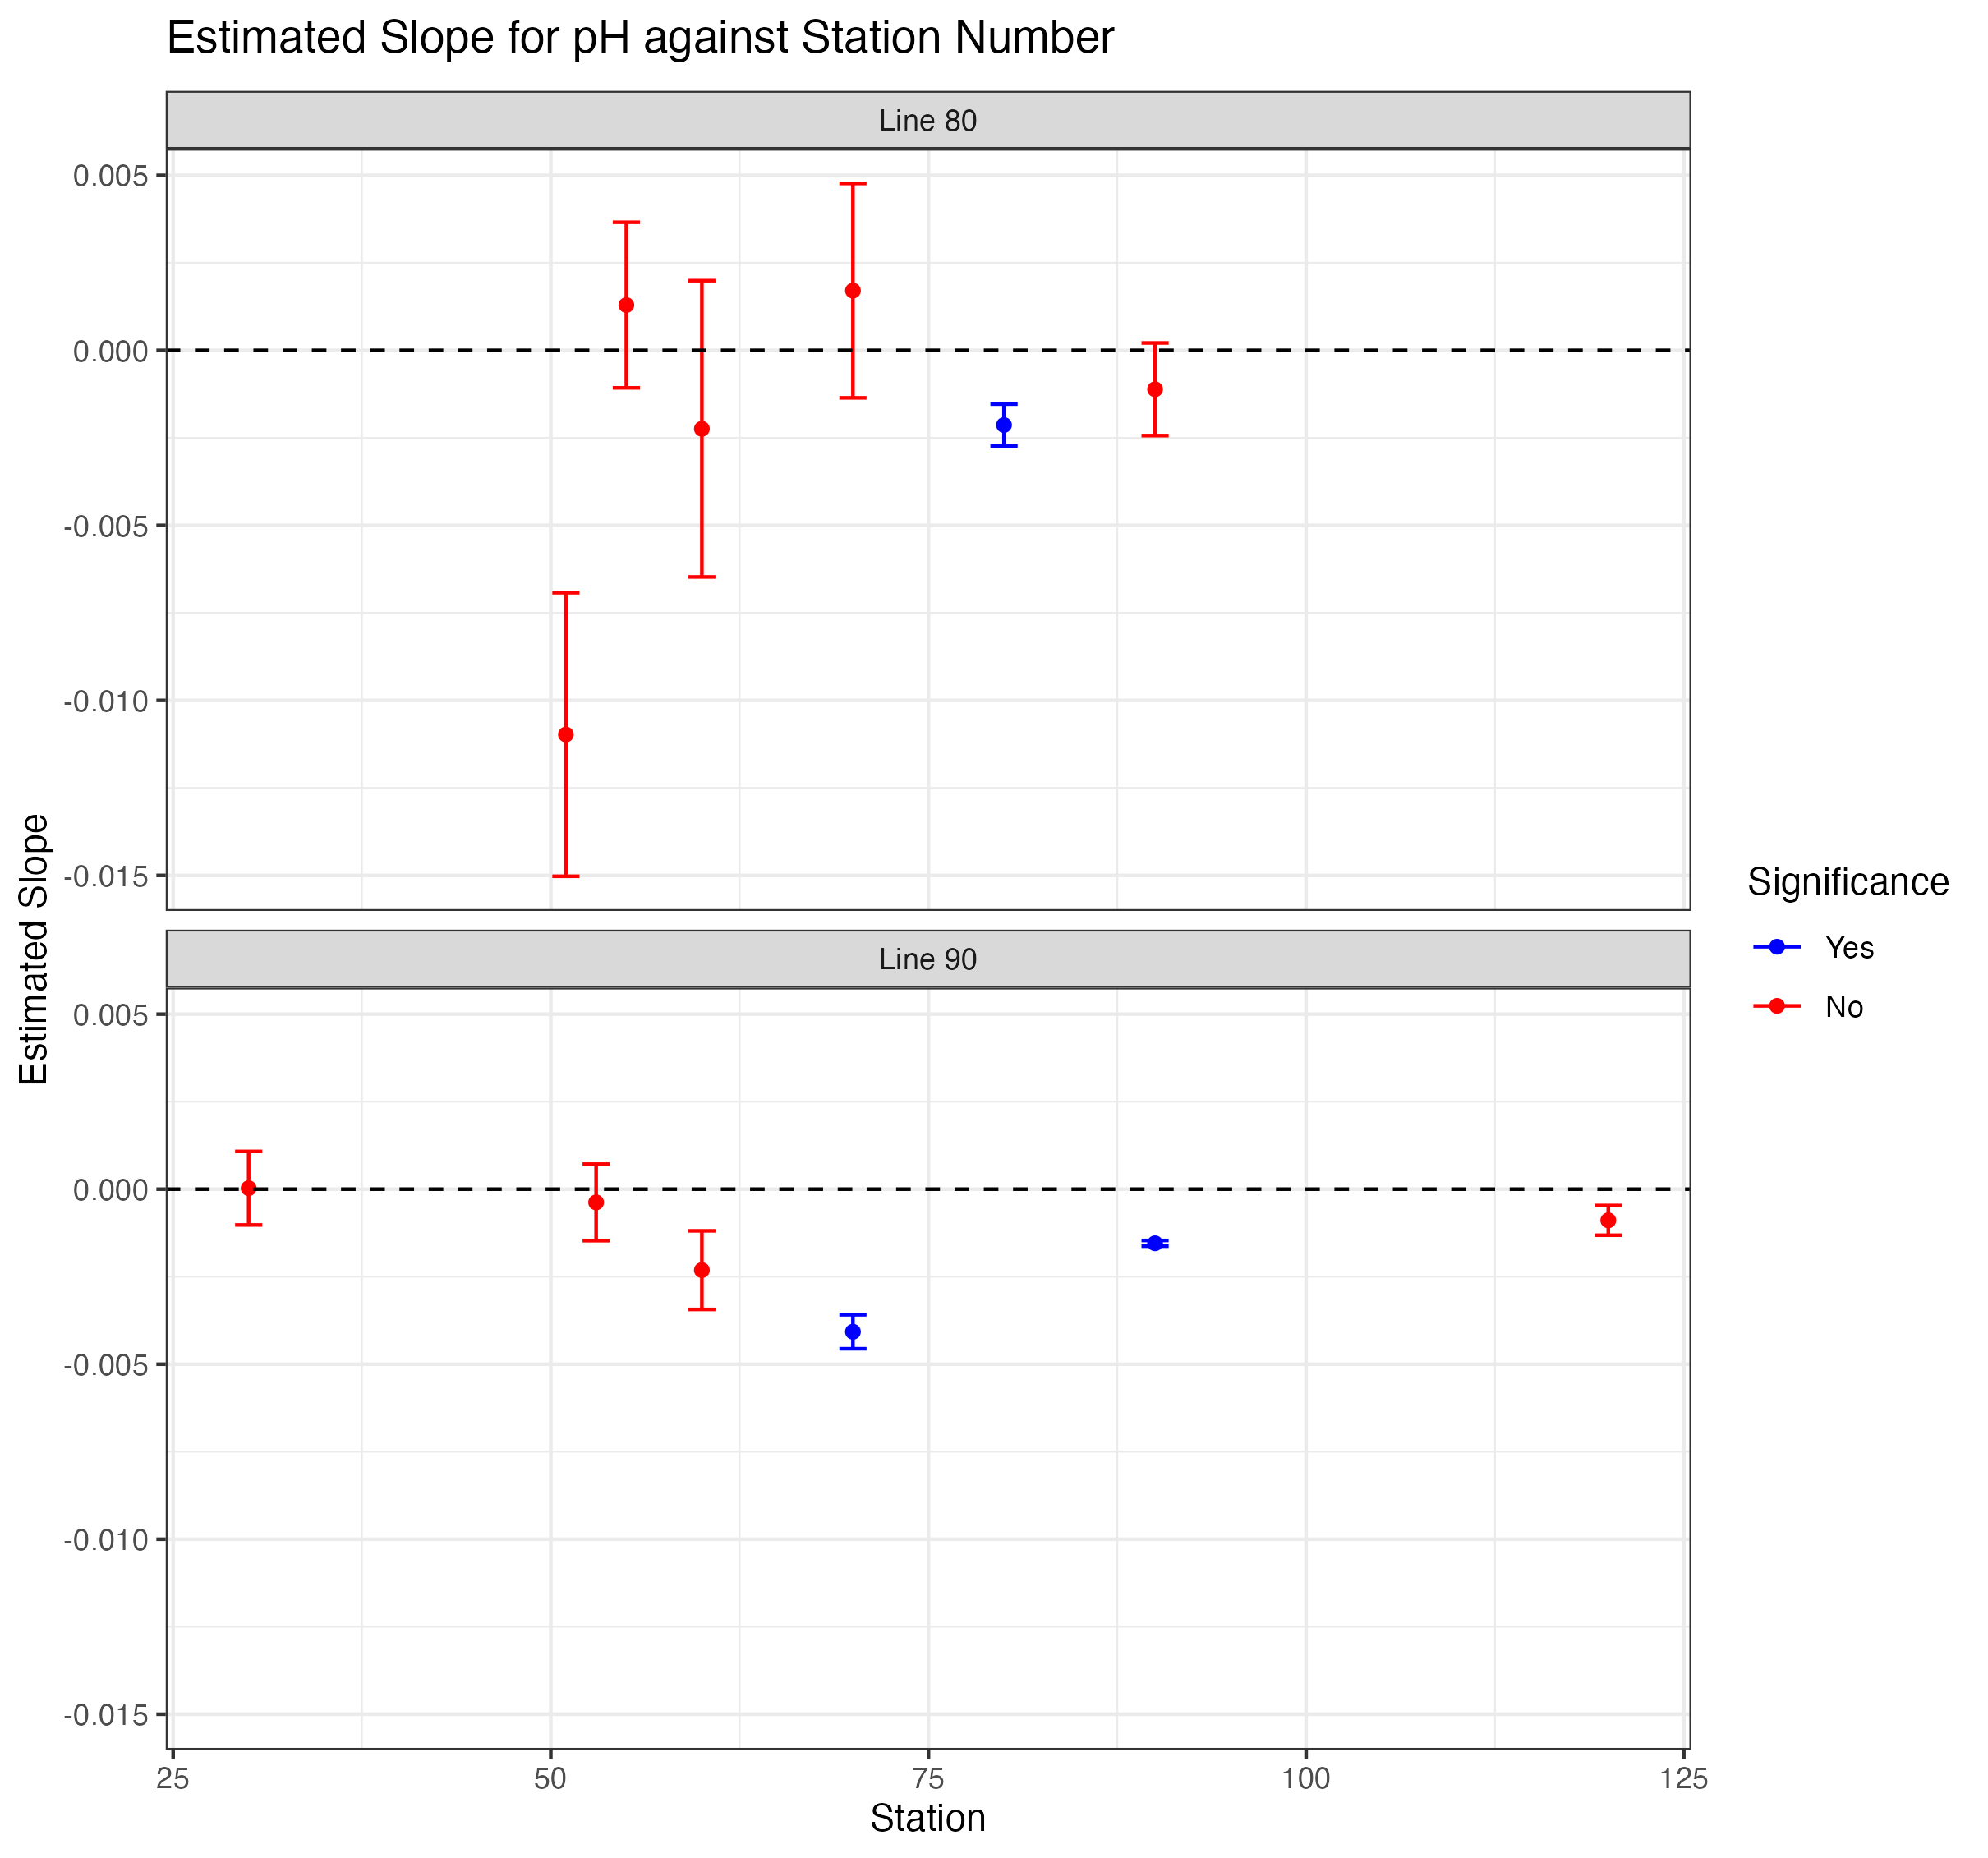 Estimated Slope for pH against Station Number
Line 80
0.005
0.000
-0.005
-0.010
-0.015
Line 90
0.005
0.000
-0.005
-0.010
-0.015
25 50 75 100 125
Station
Estimated Slope
Significance
Yes
No